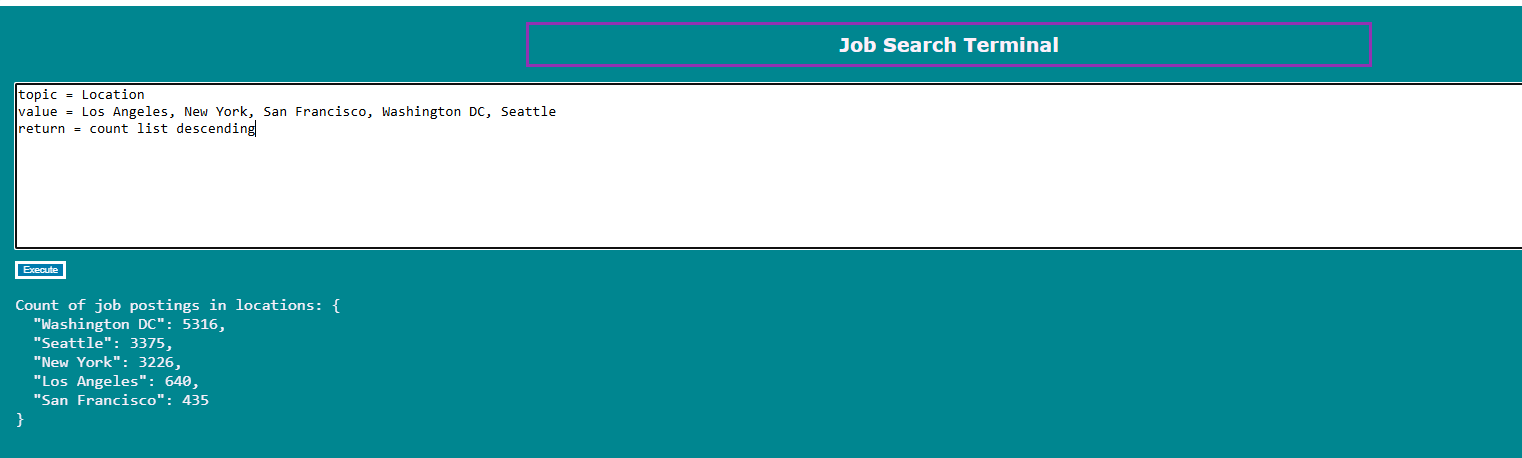 Job Search Terminal
topic = Location
value = Los Angeles, New York, San Francisco, Washington DC, Seattle
return = count list descending
Execute
Count of job postings in locations: {
"Washington DC": 5316,
"Seattle": 3375,
"New York": 3226,
"Los Angeles": 640,
"San Francisco": 435
}